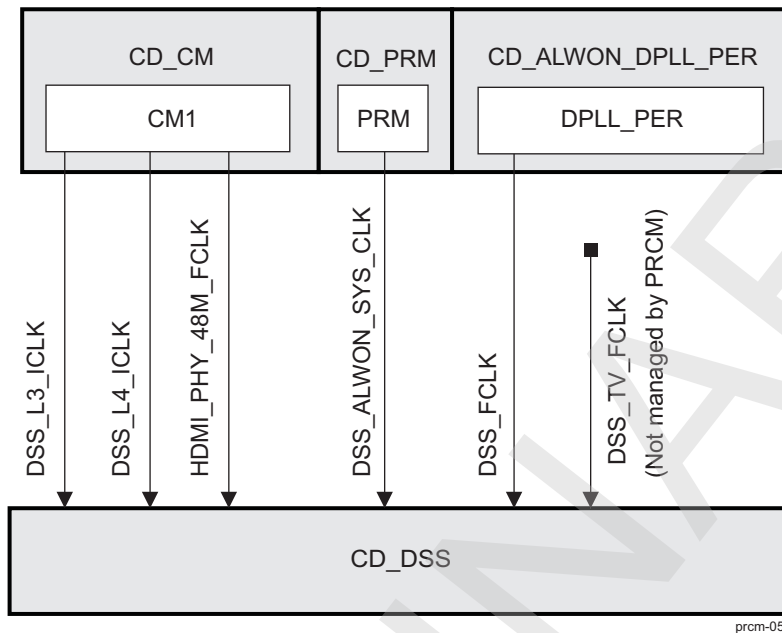 CD_CM
CD_PRM
CD_ALWON_DPLL_PER
CM1
PRM
DPLL_PER
DSS_L3_ICLK
DSS_L4_ICLK
HDMI_PHY_48M_FCLK
DSS_ALWON_SYS_CLK
DSS_FCLK
DSS_TV_FCLK
(Not managed by PRCM)
CD_DSS
prcm-05